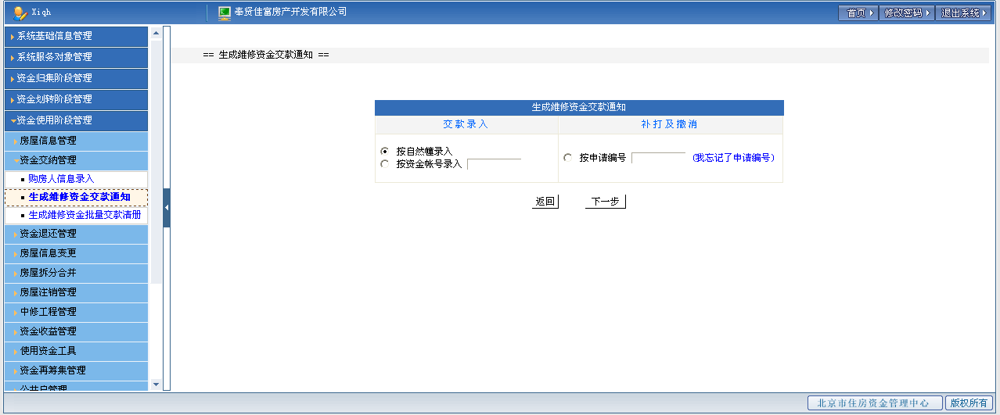 Xiqh
奉贤佳富房产开发有限公司
首页 修改密码 退出系统
系统基础信息管理
系统服务对象管理
资金归集阶段管理
资金划转阶段管理
资金使用阶段管理
房屋信息管理
资金交纳管理
购房人信息录入
生成维修资金交款通知
生成维修资金批量交款清册
资金退还管理
房屋信息变更
房屋拆分合并
房屋注销管理
中修工程管理
资金收益管理
使用资金工具
资金再筹集管理
公共户管理
== 生成维修资金交款通知 ==
生成维修资金交款通知
交款录入 补打及撤消
按自然幢录入
按资金帐号录入
按申请编号 (我忘记了申请编号)
返回 下一步
北京市住房资金管理中心 版权所有